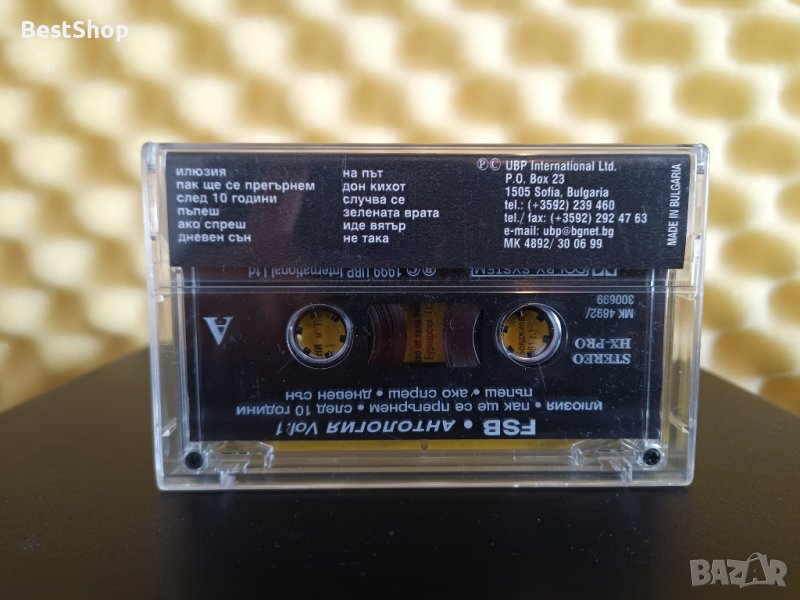 BestShop
илюзия
пак ще се прегърнем
след 10 години
пъпеш
ако спреш
дневен сън
на път
дон кихот
случва се
зелената врата
иде вятър
не така
℗© UBP International Ltd.
P.O. Box 23
1505 Sofia, Bulgaria
tel.: (+3592) 239 460
tel./ fax: (+3592) 292 47 63
e-mail: ubp@bgnet.bg
МК 4892/ 30 06 99
MADE IN BULGARIA
FSB • АНТОЛОГИЯ Vol.1
илюзия • пак ще се прегърнем • след 10 години
пъпеш • ако спреш • дневен сън
A
STEREO
HX-PRO
МК 4892/
300699
DOLBY SYSTEM
℗© 1999 UBP International Ltd
BAZAR